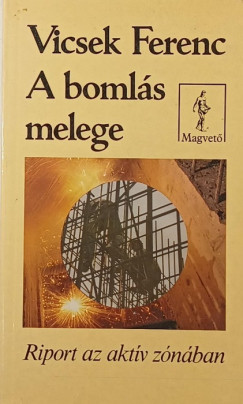 Vicsek Ferenc
A bomlás
melege
Magvető
Riport az aktív zónában